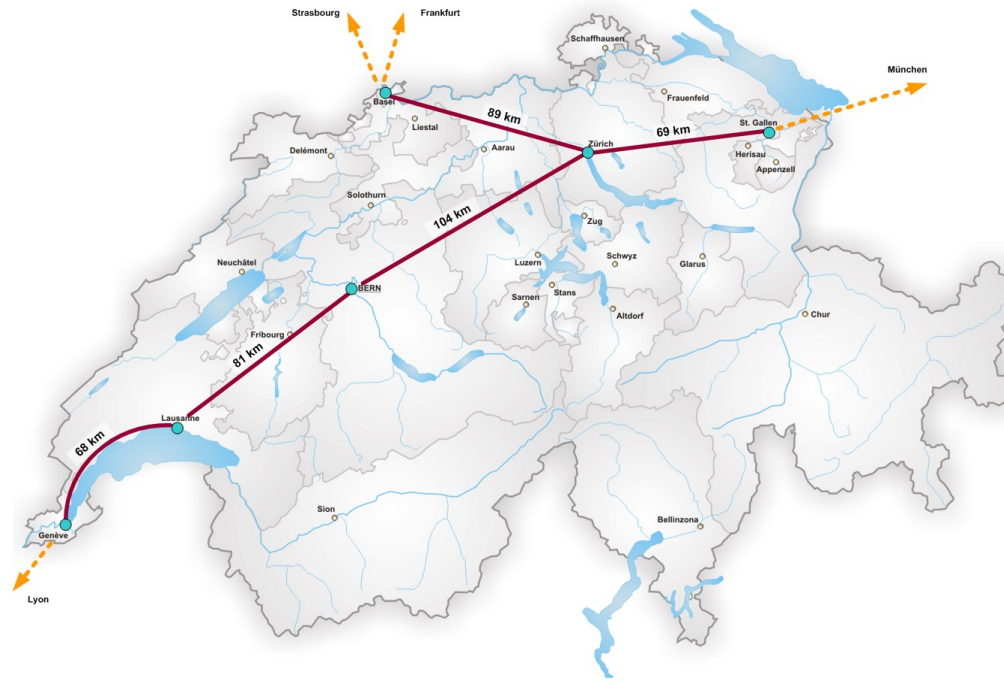 Strasbourg
Frankfurt
Schaffhausen
München
Basel
Frauenfeld
Liestal
89 km
St. Gallen
69 km
Zürich
Delémont
Aarau
Herisau
Appenzell
Solothurn
104 km
Zug
Neuchâtel
Luzern
Schwyz
Glarus
BERN
Stans
Sarnen
Altdorf
Chur
Fribourg
81 km
Lausanne
68 km
Sion
Bellinzona
Genève
Lyon